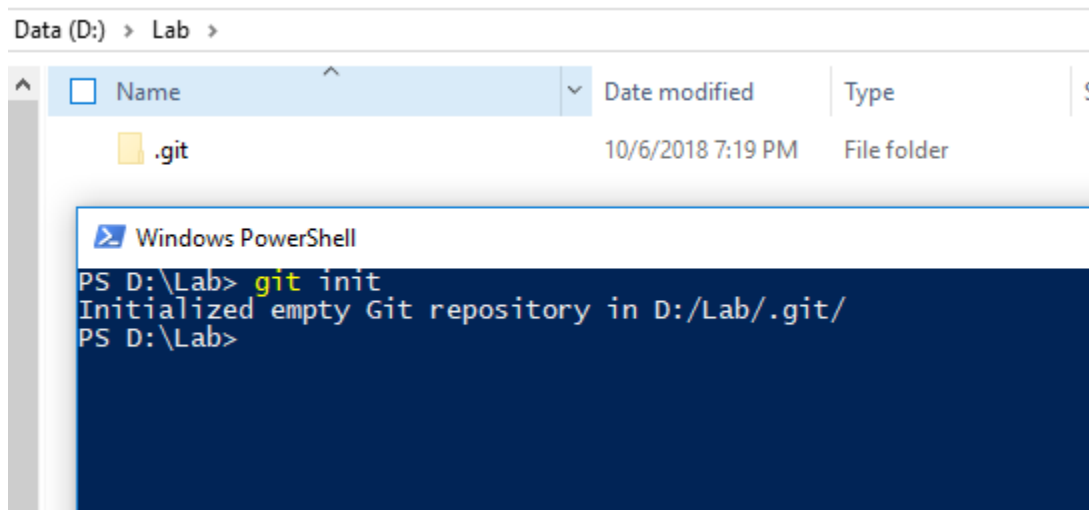 Data (D:) > Lab >
Name Date modified Type
.git 10/6/2018 7:19 PM File folder
Windows PowerShell
PS D:\Lab> git init
Initialized empty Git repository in D:/Lab/.git/
PS D:\Lab>